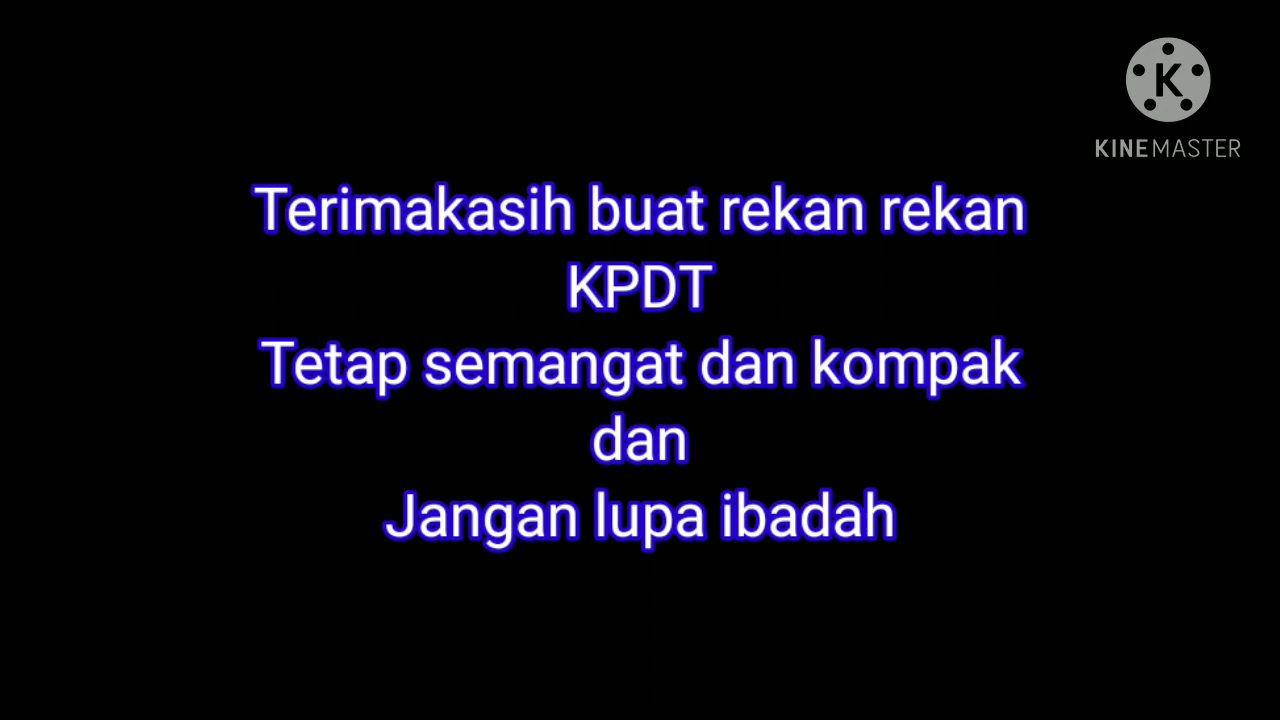 K
KINEMASTER
Terimakasih buat rekan rekan
KPDT
Tetap semangat dan kompak
dan
Jangan lupa ibadah